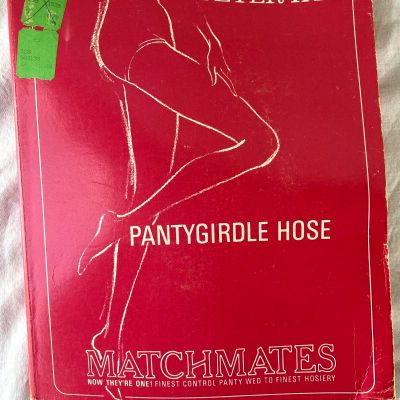 PANTYGIRDLE HOSE
MATCHMATES
NOW THEY'RE ONE! FINEST CONTROL PANTY WED TO FINEST HOSIERY